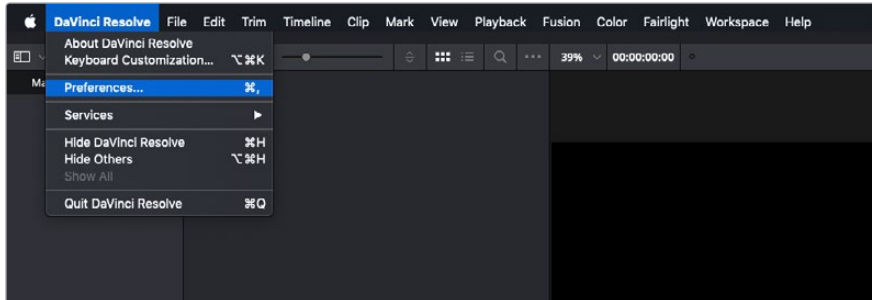 DaVinci Resolve File Edit Trim Timeline Clip Mark View Playback Fusion Color Fairlight Workspace Help
About DaVinci Resolve
Keyboard Customization... ⌥⌘K
39% 00:00:00:00
Preferences... ⌘,
Services ▶
Hide DaVinci Resolve ⌘H
Hide Others ⌥⌘H
Show All
Quit DaVinci Resolve ⌘Q